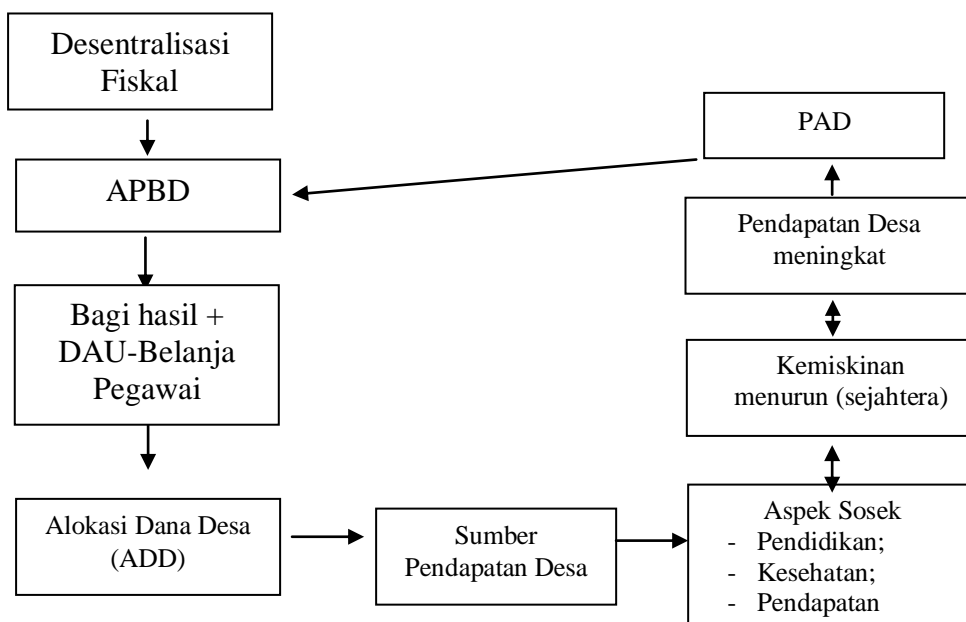 Desentralisasi
Fiskal
APBD
Bagi hasil +
DAU-Belanja
Pegawai
Alokasi Dana Desa
(ADD)
Sumber
Pendapatan Desa
Aspek Sosek
- Pendidikan;
- Kesehatan;
- Pendapatan
Kemiskinan
menurun (sejahtera)
Pendapatan Desa
meningkat
PAD